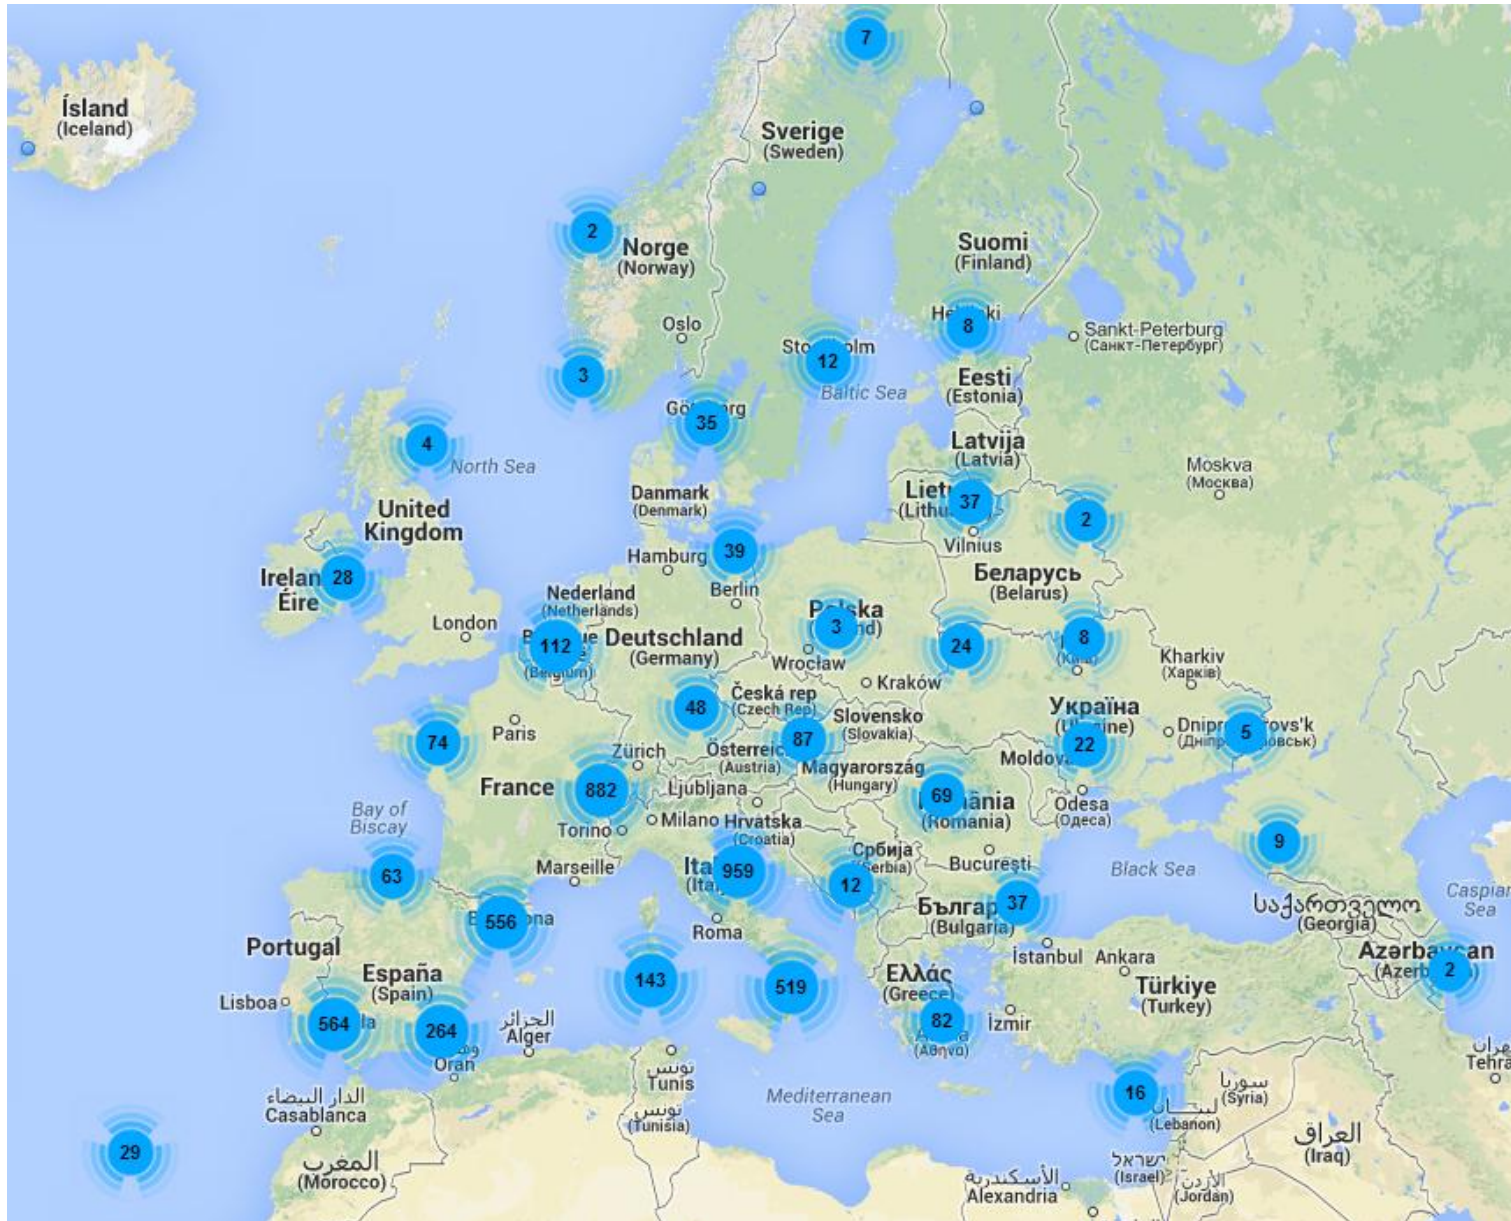 7
Ísland
(Iceland)
Sverige
(Sweden)
2
Norge
(Norway)
Suomi
(Finland)
Oslo
8
Sankt-Peterburg
(Санкт-Петербург)
12
3
Eesti
(Estonia)
Baltic Sea
35
4
North Sea
Latvija
(Latvia)
Moskva
(Москва)
Danmark
(Denmark)
37
2
United
Kingdom
Vilnius
39
Hamburg
28
Éire
Беларусь
(Belarus)
Nederland
(Netherlands)
Berlin
London
3
112
Deutschland
(Germany)
24
8
Wrocław
Kharkiv
(Харків)
Kraków
48
Česká rep
(Czech Rep)
Slovensko
(Slovakia)
Україна
74
Paris
87
22
5
Zürich
(Austria)
Magyarország
(Hungary)
France
882
Ljubljana
69
(Romania)
Odesa
(Одеса)
Bay of
Biscay
Torino
Milano
Hrvatska
(Croatia)
9
Marseille
Србија
București
Black Sea
63
959
12
Caspian
Sea
556
37
საქართველო
(Georgia)
(Bulgaria)
Portugal
Roma
İstanbul
Ankara
España
(Spain)
143
519
Ελλάς
(Greece)
2
Türkiye
(Turkey)
Lisboa
564
264
الجزائر
Alger
82
(Αθήνα)
İzmir
Oran
تونس
Tunis
الدار البيضاء
Casablanca
تونس
(Tunisia)
Mediterranean
Sea
16
سوريا
(Syria)
(Lebanon)
29
المغرب
(Morocco)
العراق
(Iraq)
ישראל
(Israel)
الأردن
(Jordan)
الأسكندرية
Alexandria